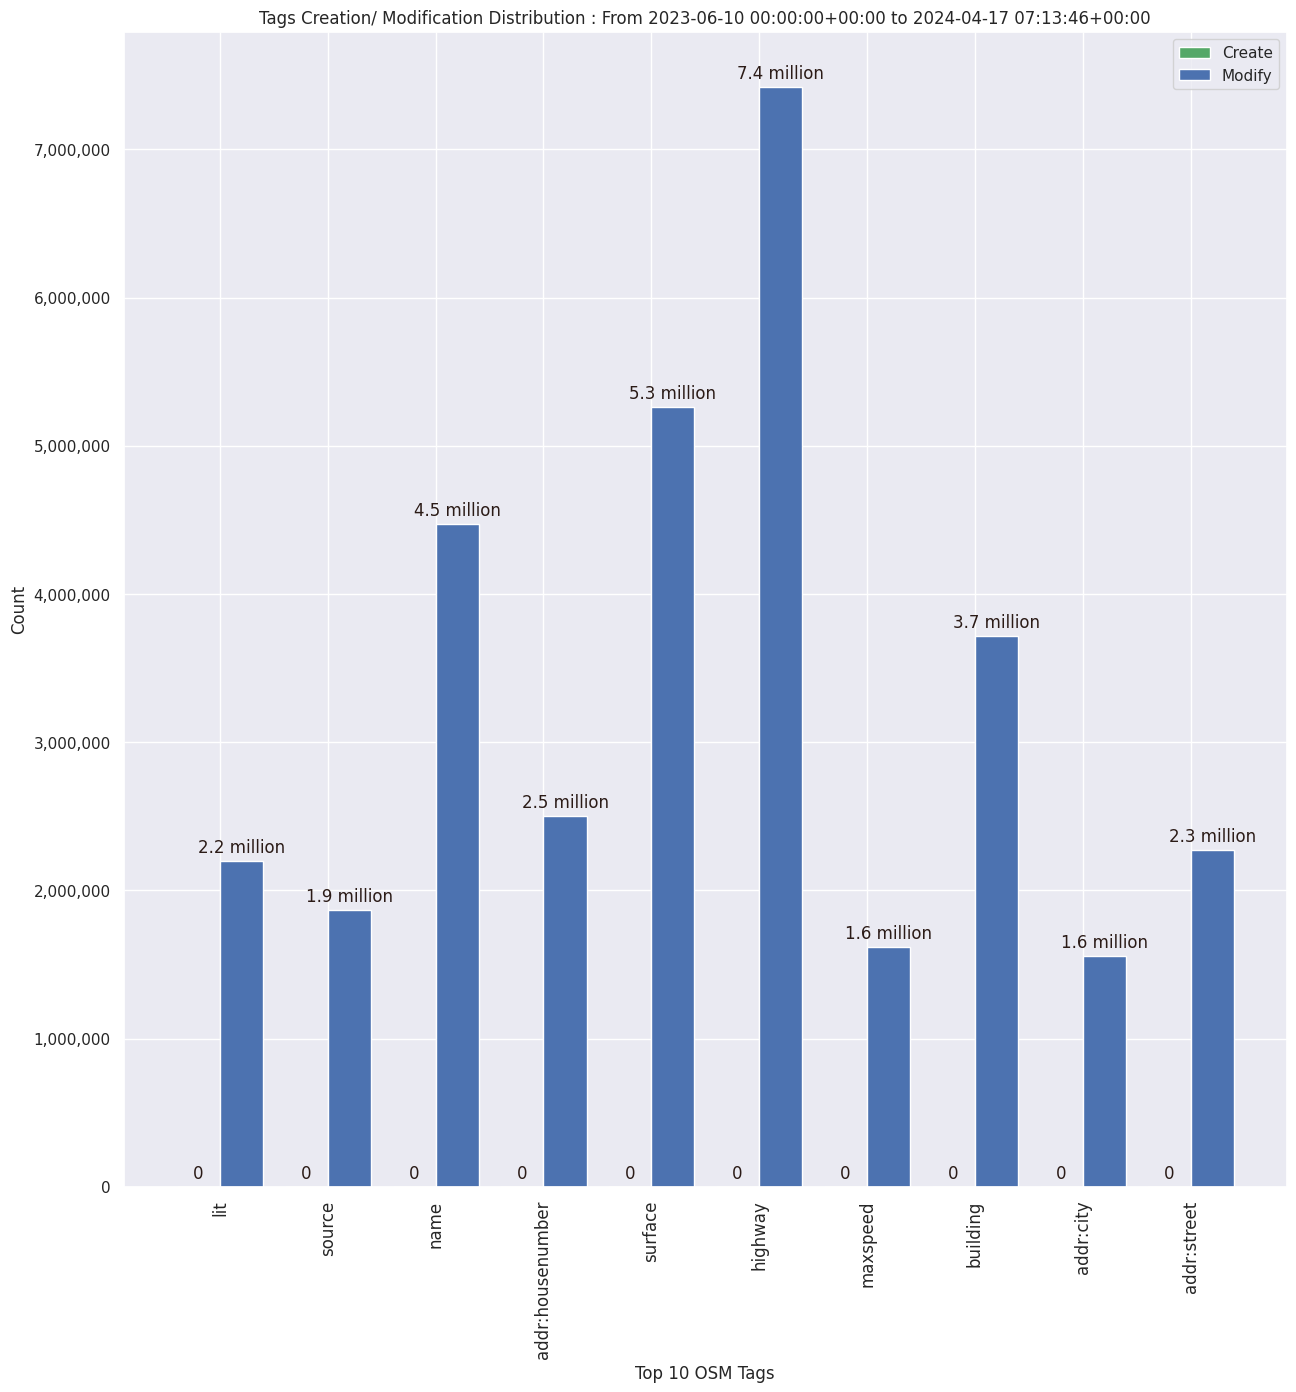 Tags Creation/ Modification Distribution : From 2023-06-10 00:00:00+00:00 to 2024-04-17 07:13:46+00:00
Create
Modify
7.4 million
7,000,000
6,000,000
5.3 million
5,000,000
4.5 million
4,000,000
3.7 million
Count
3,000,000
2.5 million
2.3 million
2.2 million
2,000,000
1.9 million
1.6 million
1.6 million
1,000,000
0 0 0 0 0 0 0 0 0 0
0
lit
source
name
addr:housenumber
surface
highway
maxspeed
building
addr:city
addr:street
Top 10 OSM Tags